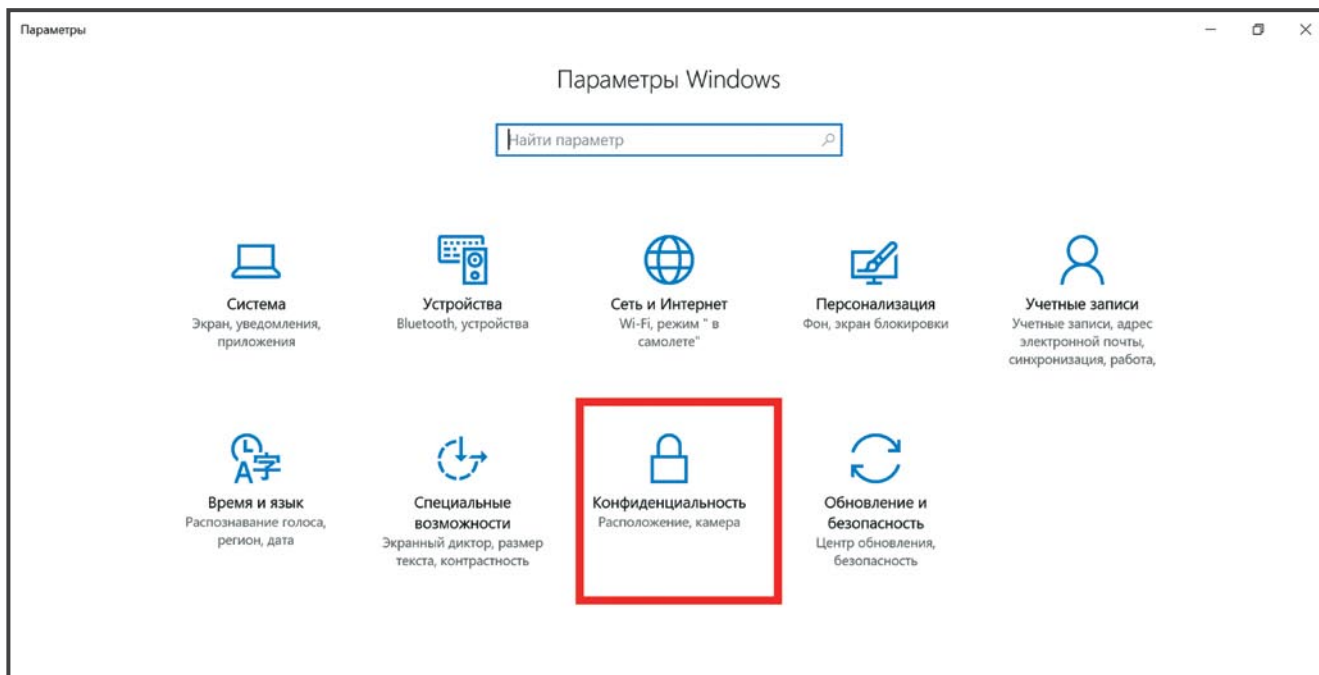 Параметры
Параметры Windows
Найти параметр
Система
Экран, уведомления,
приложения
Устройства
Bluetooth, устройства
Сеть и Интернет
Wi-Fi, режим " в
самолете"
Персонализация
Фон, экран блокировки
Учетные записи
Учетные записи, адрес
электронной почты,
синхронизация, работа,
Время и язык
Распознавание голоса,
регион, дата
Специальные
возможности
Экранный диктор, размер
текста, контрастность
Конфиденциальность
Расположение, камера
Обновление и
безопасность
Центр обновления,
безопасность